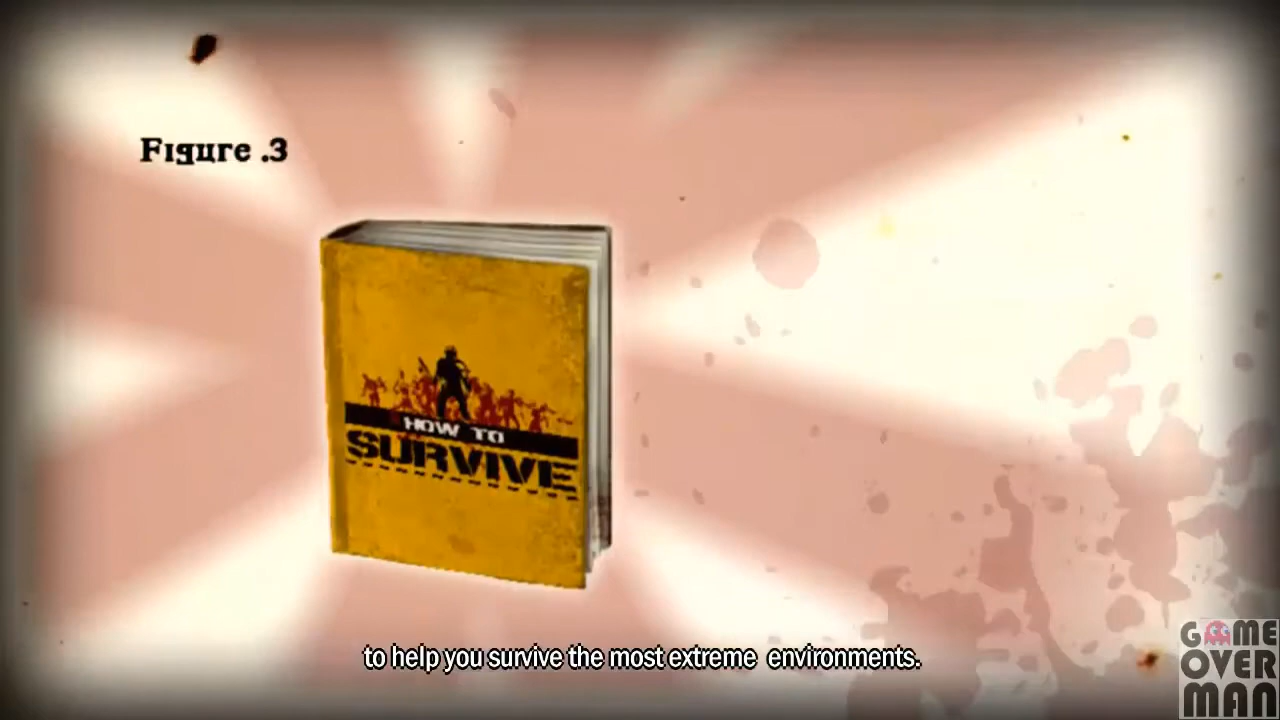 Figure .3
HOW TO
SURVIVE
to help you survive the most extreme environments.
GAME
OVER
MAN